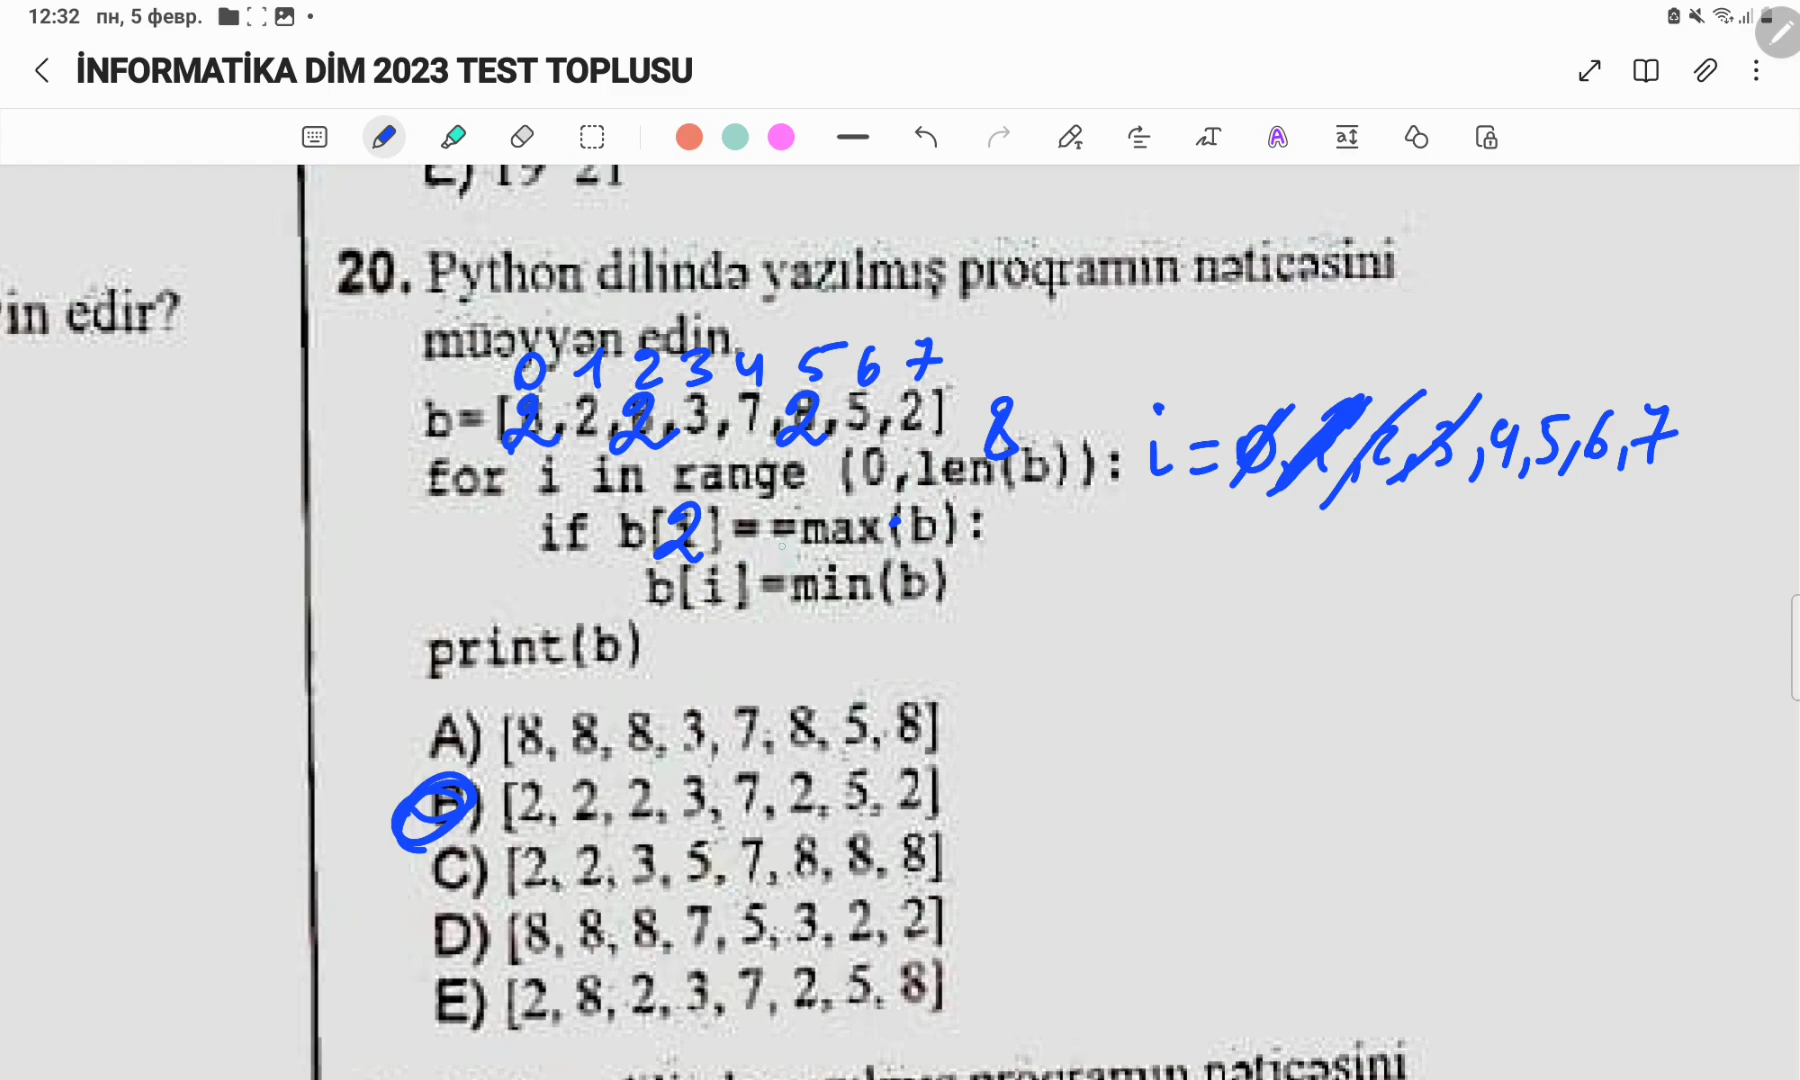 12:32 пн, 5 февр.
İNFORMATİKA DİM 2023 TEST TOPLUSU
E) 19 21
in edir?
20. Python dilində yazılmış proqramın nəticəsini
müəyyən edin.
0 1 2 3 4 5 6 7
b=[2,2,2,3,7,2,5,2] 8
for i in range (0,len(b)): i = 0,1,2,3,4,5,6,7
if b[i]==max(b):
2
b[i]=min(b)
print(b)
A) [8, 8, 8, 3, 7, 8, 5, 8]
B) [2, 2, 2, 3, 7, 2, 5, 2]
C) [2, 2, 3, 5, 7, 8, 8, 8]
D) [8, 8, 8, 7, 5, 3, 2, 2]
E) [2, 8, 2, 3, 7, 2, 5, 8]
proqramın nəticəsini